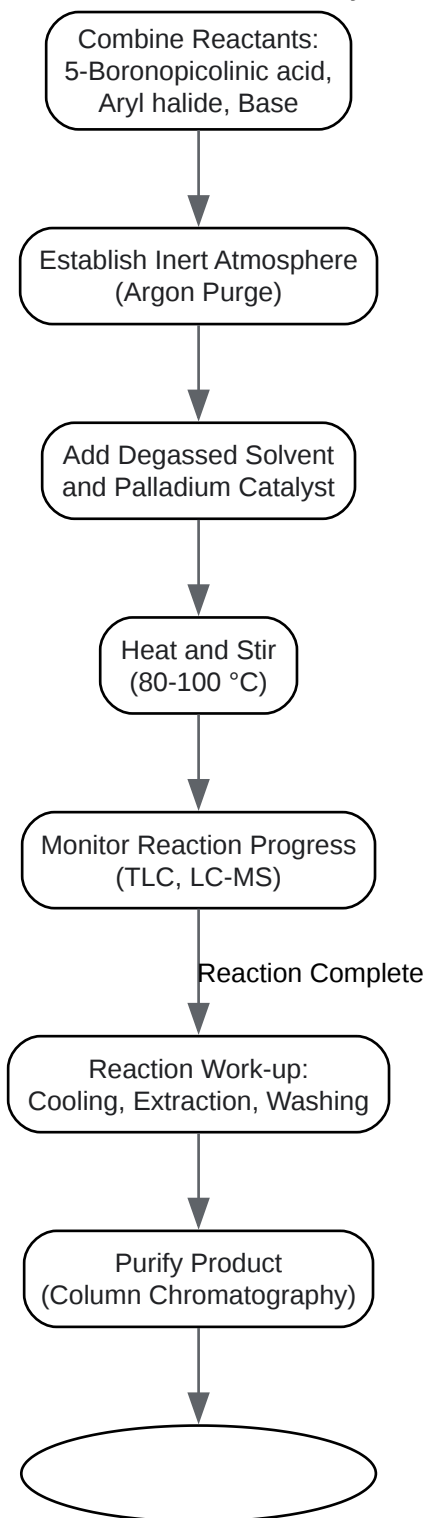 Combine Reactants:
5-Boronopicolinic acid,
Aryl halide, Base
Establish Inert Atmosphere
(Argon Purge)
Add Degassed Solvent
and Palladium Catalyst
Heat and Stir
(80-100 °C)
Monitor Reaction Progress
(TLC, LC-MS)
Reaction Complete
Reaction Work-up:
Cooling, Extraction, Washing
Purify Product
(Column Chromatography)